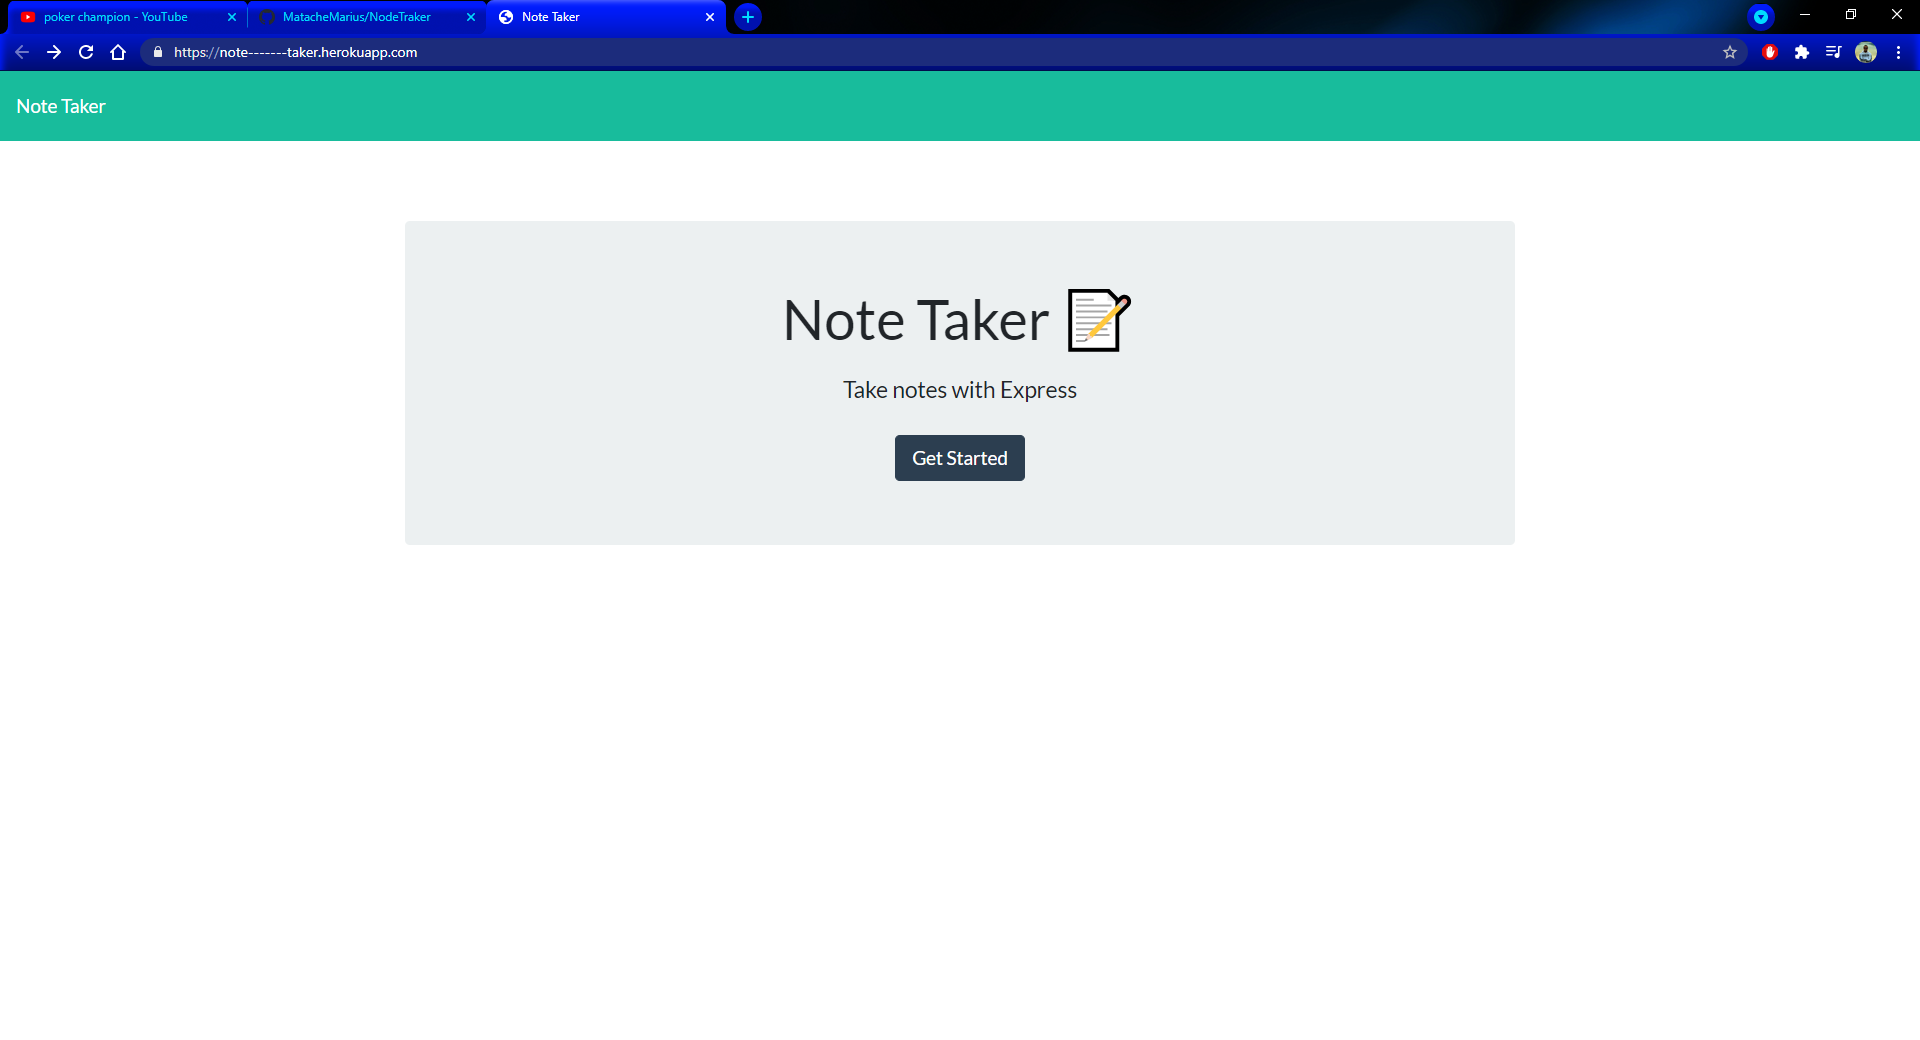 poker champion - YouTube
MatacheMarius/NodeTraker
Note Taker
https://note-------taker.herokuapp.com
Note Taker
Note Taker
Take notes with Express
Get Started